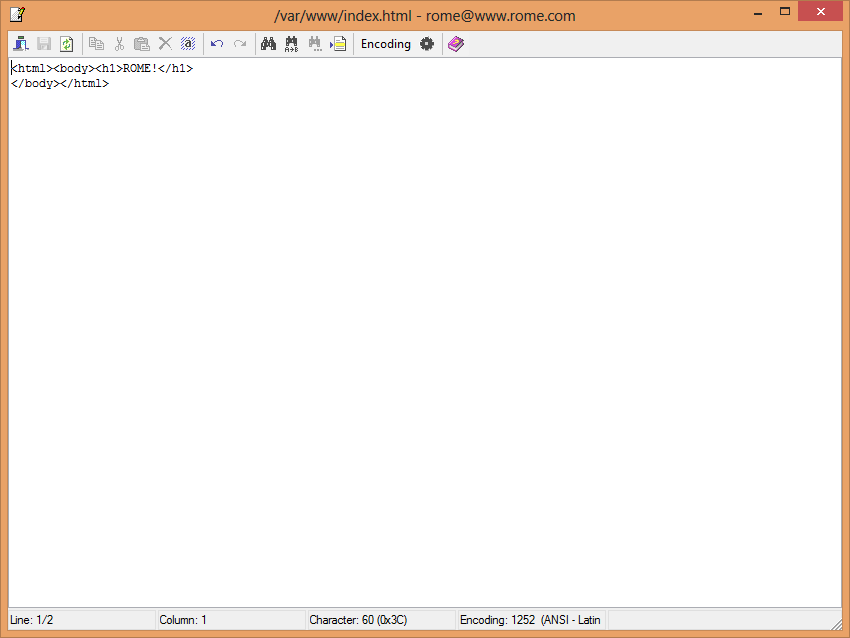 /var/www/index.html - rome@www.rome.com
Encoding
<html><body><h1>ROME!</h1>
</body></html>
Line: 1/2 Column: 1 Character: 60 (0x3C) Encoding: 1252 (ANSI - Latin